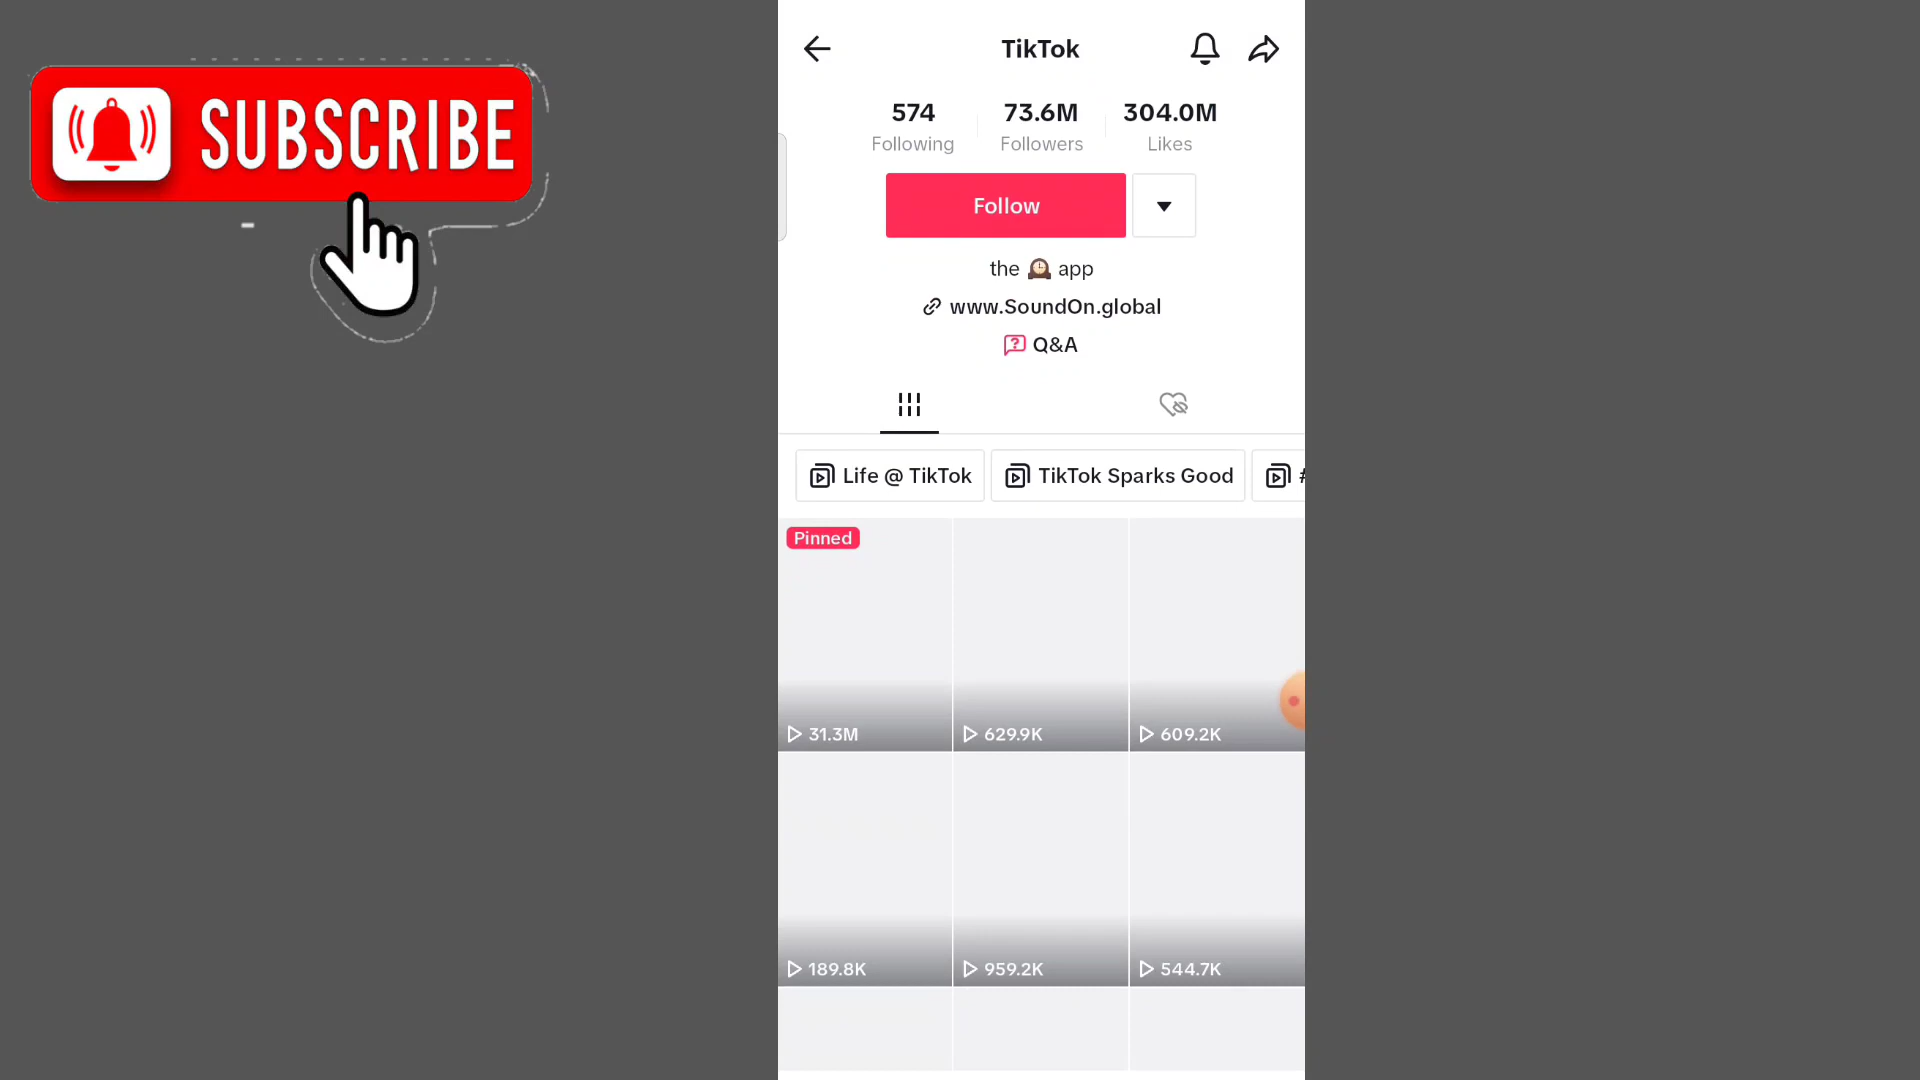 SUBSCRIBE
TikTok
574 73.6M 304.0M
Following Followers Likes
Follow
the 🕰️ app
www.SoundOn.global
Q&A
Life @ TikTok TikTok Sparks Good #
Pinned
31.3M 629.9K 609.2K
189.8K 959.2K 544.7K